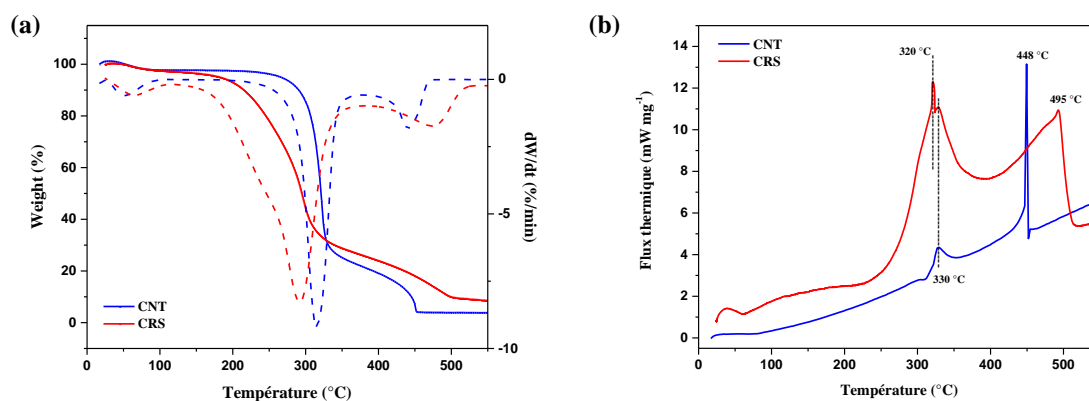 (a)
CNT
CRS
Weight (%)
0
20
40
60
80
100
0
100
200
300
400
500
Température (°C)
dW/dt (%/min)
0
-5
-10
(b)
CNT
CRS
320 °C
448 °C
495 °C
330 °C
Flux thermique (mW mg⁻¹)
0
2
4
6
8
10
12
14
0
100
200
300
400
500
Température (°C)